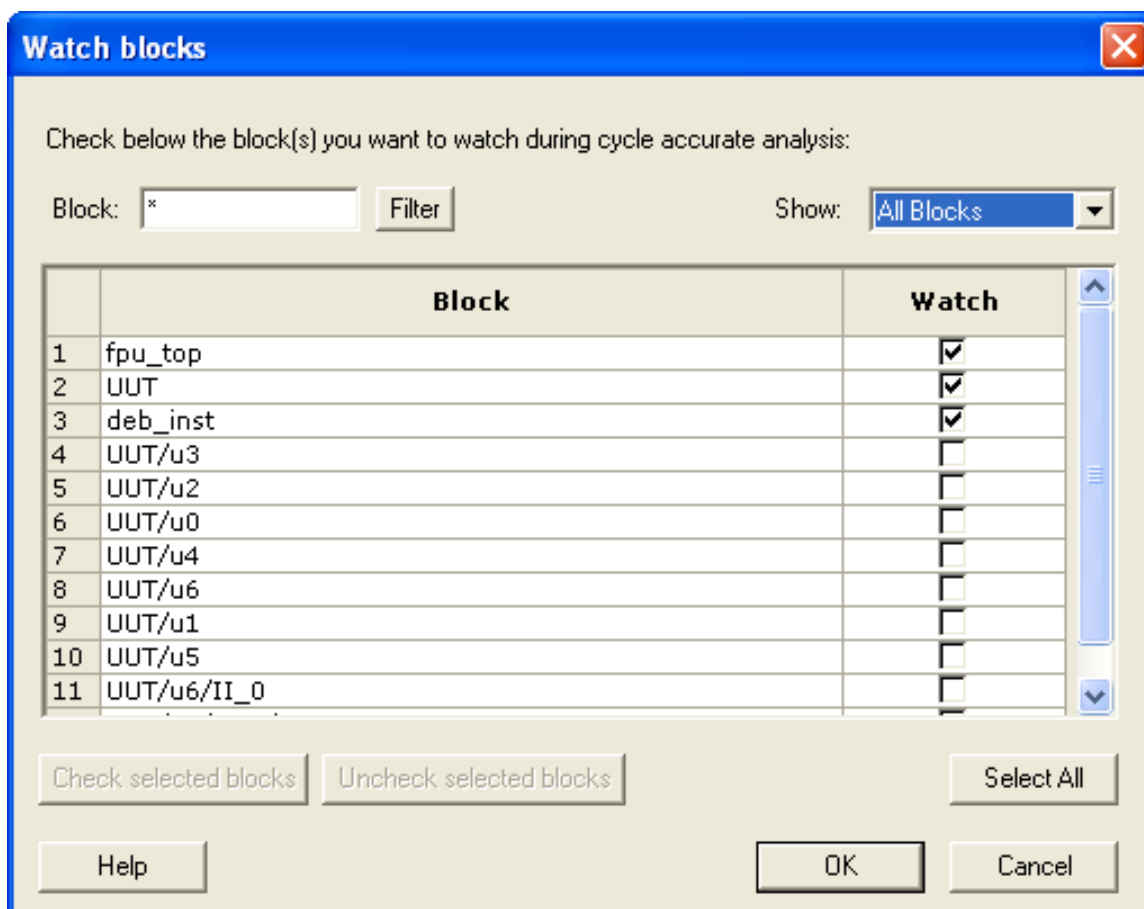 Watch blocks
Check below the block(s) you want to watch during cycle accurate analysis:
Block: * Filter Show: All Blocks
Block Watch
1 fpu_top
2 UUT
3 deb_inst
4 UUT/u3
5 UUT/u2
6 UUT/u0
7 UUT/u4
8 UUT/u6
9 UUT/u1
10 UUT/u5
11 UUT/u6/II_0
Check selected blocks Uncheck selected blocks Select All
Help OK Cancel